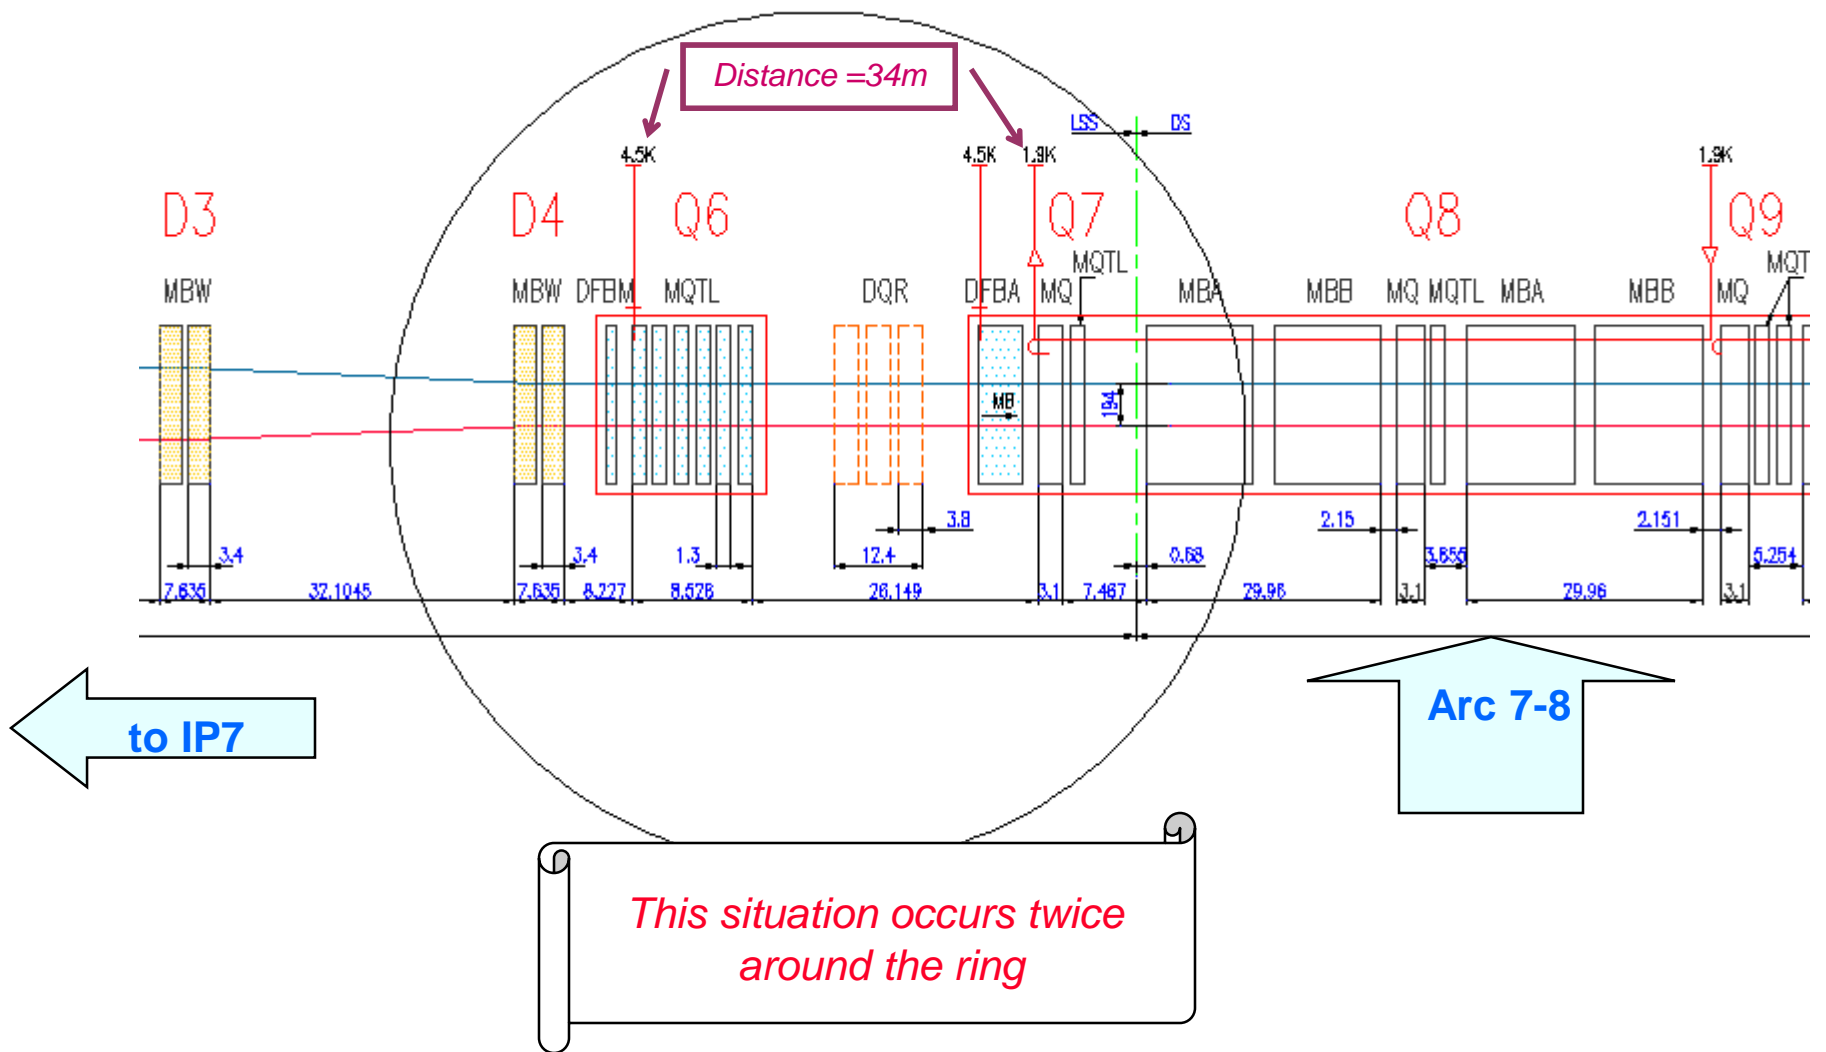 Distance =34m
LSS DS
4.5K 4.5K 1.9K 1.9K
D3 D4 Q6 Q7 Q8 Q9
MQTL MQT
MBW MBW DFBM MQTL DQR DFBA MQ MBA MBB MQ MQTL MBA MBB MQ
MB
194
3.8 2.15 2.151
3.4 3.4 1.3 12.4 0.68 3.655 5.254
7.635 32.1045 7.635 8.227 8.526 26.149 3.1 7.467 29.96 3.1 29.96 3.1
to IP7
Arc 7-8
This situation occurs twice
around the ring